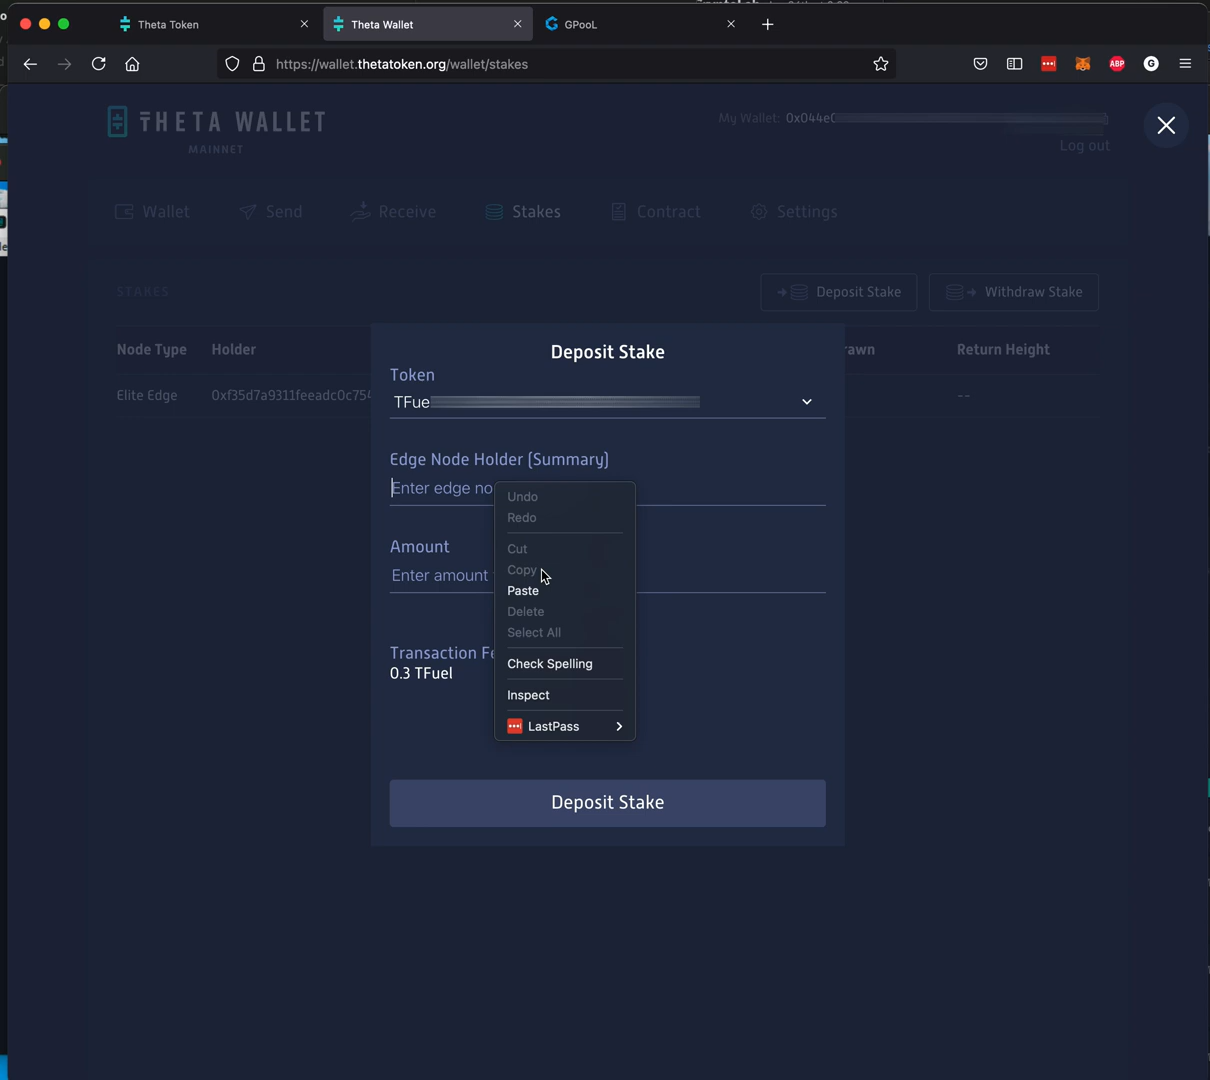 Theta Token
Theta Wallet
GPooL
https://wallet.thetatoken.org/wallet/stakes
ABP
G
THETA WALLET
MAINNET
My Wallet: 0x044e
Log out
Wallet
Send
Receive
Stakes
Contract
Settings
STAKES
Deposit Stake
Withdraw Stake
Node Type
Holder
rawn
Return Height
Elite Edge
0xf35d7a9311feeadc0c754
--
Deposit Stake
Token
TFue
Edge Node Holder (Summary)
Enter edge no
Amount
Enter amount
Transaction Fe
0.3 TFuel
Deposit Stake
Undo
Redo
Cut
Copy
Paste
Delete
Select All
Check Spelling
Inspect
LastPass